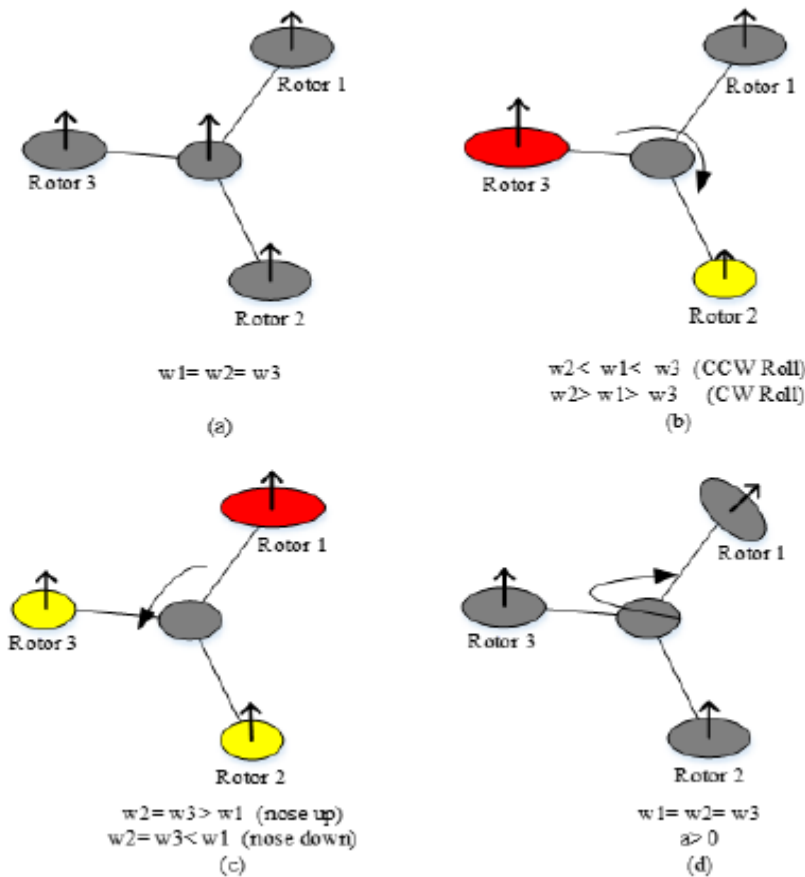 Rotor 1
Rotor 3
Rotor 2
w1= w2= w3
(a)
Rotor 1
Rotor 3
Rotor 2
w2< w1< w3 (CCW Roll)
w2> w1> w3 (CW Roll)
(b)
Rotor 1
Rotor 3
Rotor 2
w2= w3> w1 (nose up)
w2= w3< w1 (nose down)
(c)
Rotor 1
Rotor 3
Rotor 2
w1= w2= w3
a> 0
(d)